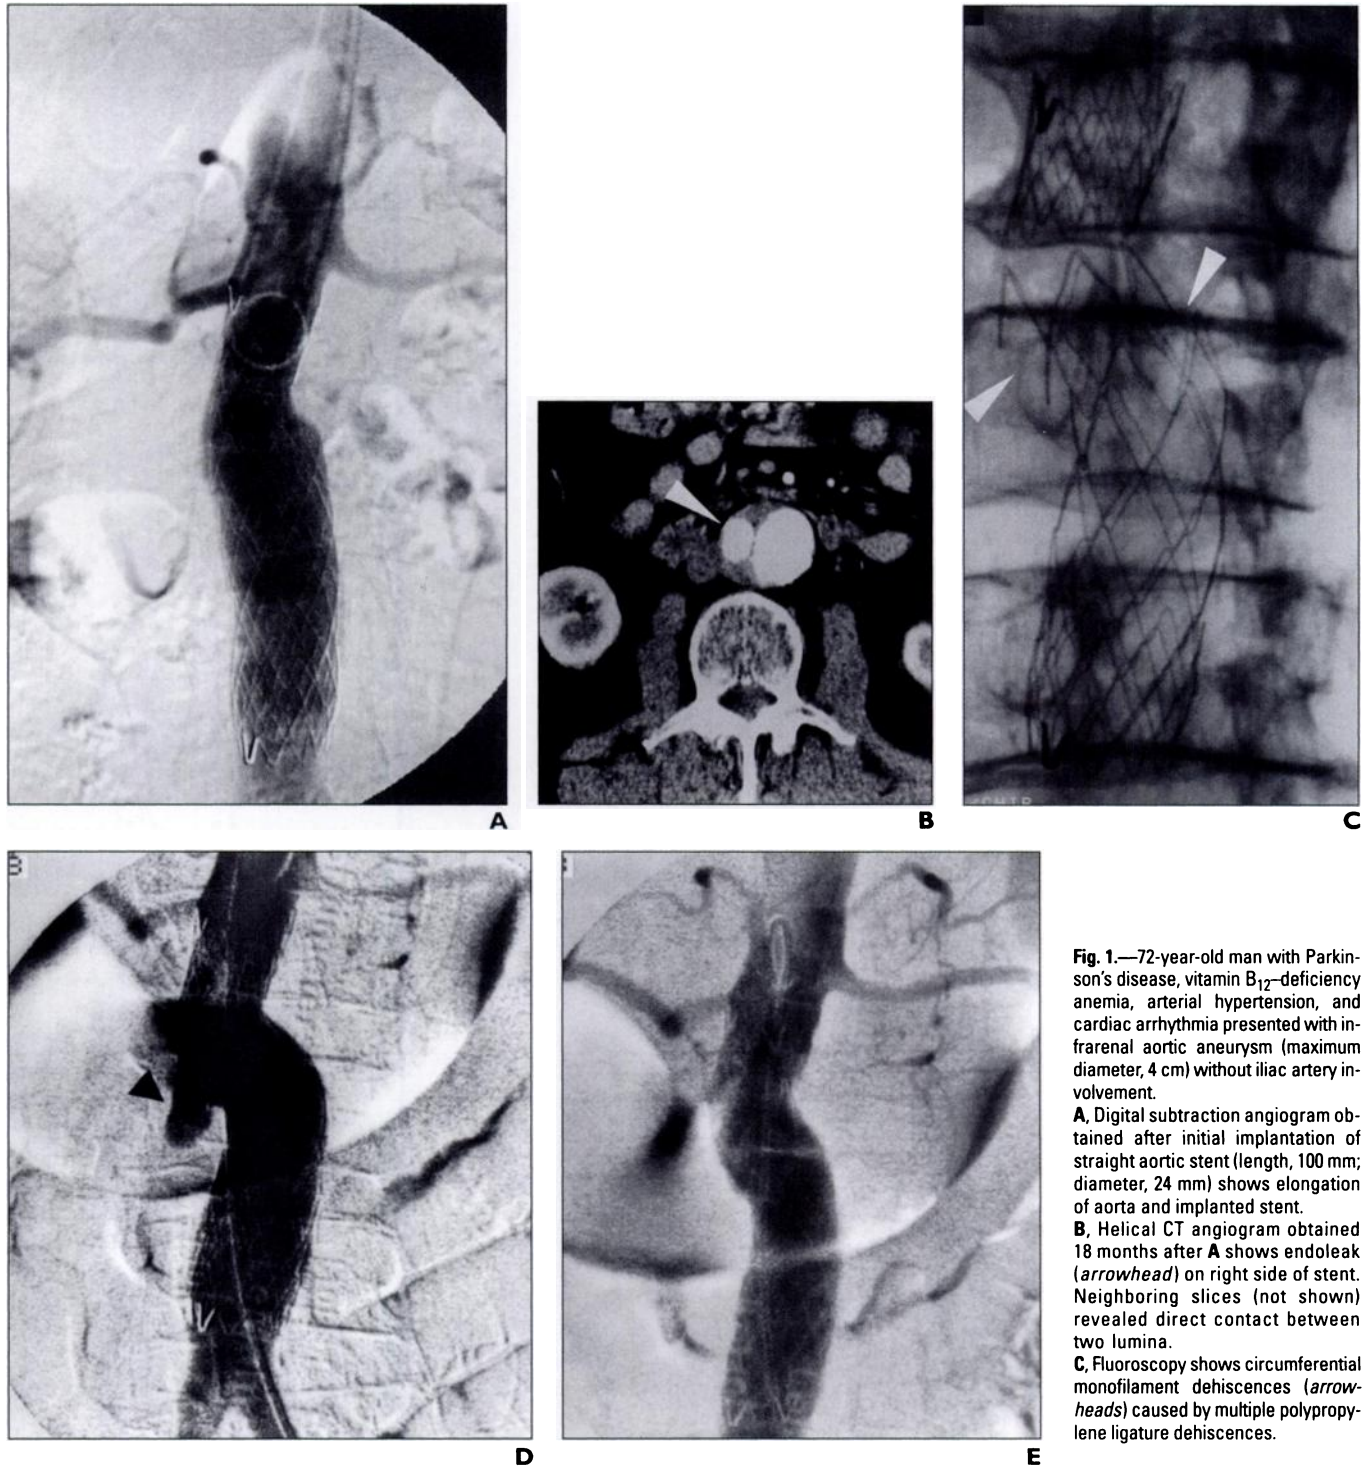 A
B
C
D
E
Fig. 1.—72-year-old man with Parkin-
son's disease, vitamin B12–deficiency
anemia, arterial hypertension, and
cardiac arrhythmia presented with in-
frarenal aortic aneurysm (maximum
diameter, 4 cm) without iliac artery in-
volvement.
A, Digital subtraction angiogram ob-
tained after initial implantation of
straight aortic stent (length, 100 mm;
diameter, 24 mm) shows elongation
of aorta and implanted stent.
B, Helical CT angiogram obtained
18 months after A shows endoleak
(arrowhead) on right side of stent.
Neighboring slices (not shown)
revealed direct contact between
two lumina.
C, Fluoroscopy shows circumferential
monofilament dehiscences (arrow-
heads) caused by multiple polypropy-
lene ligature dehiscences.